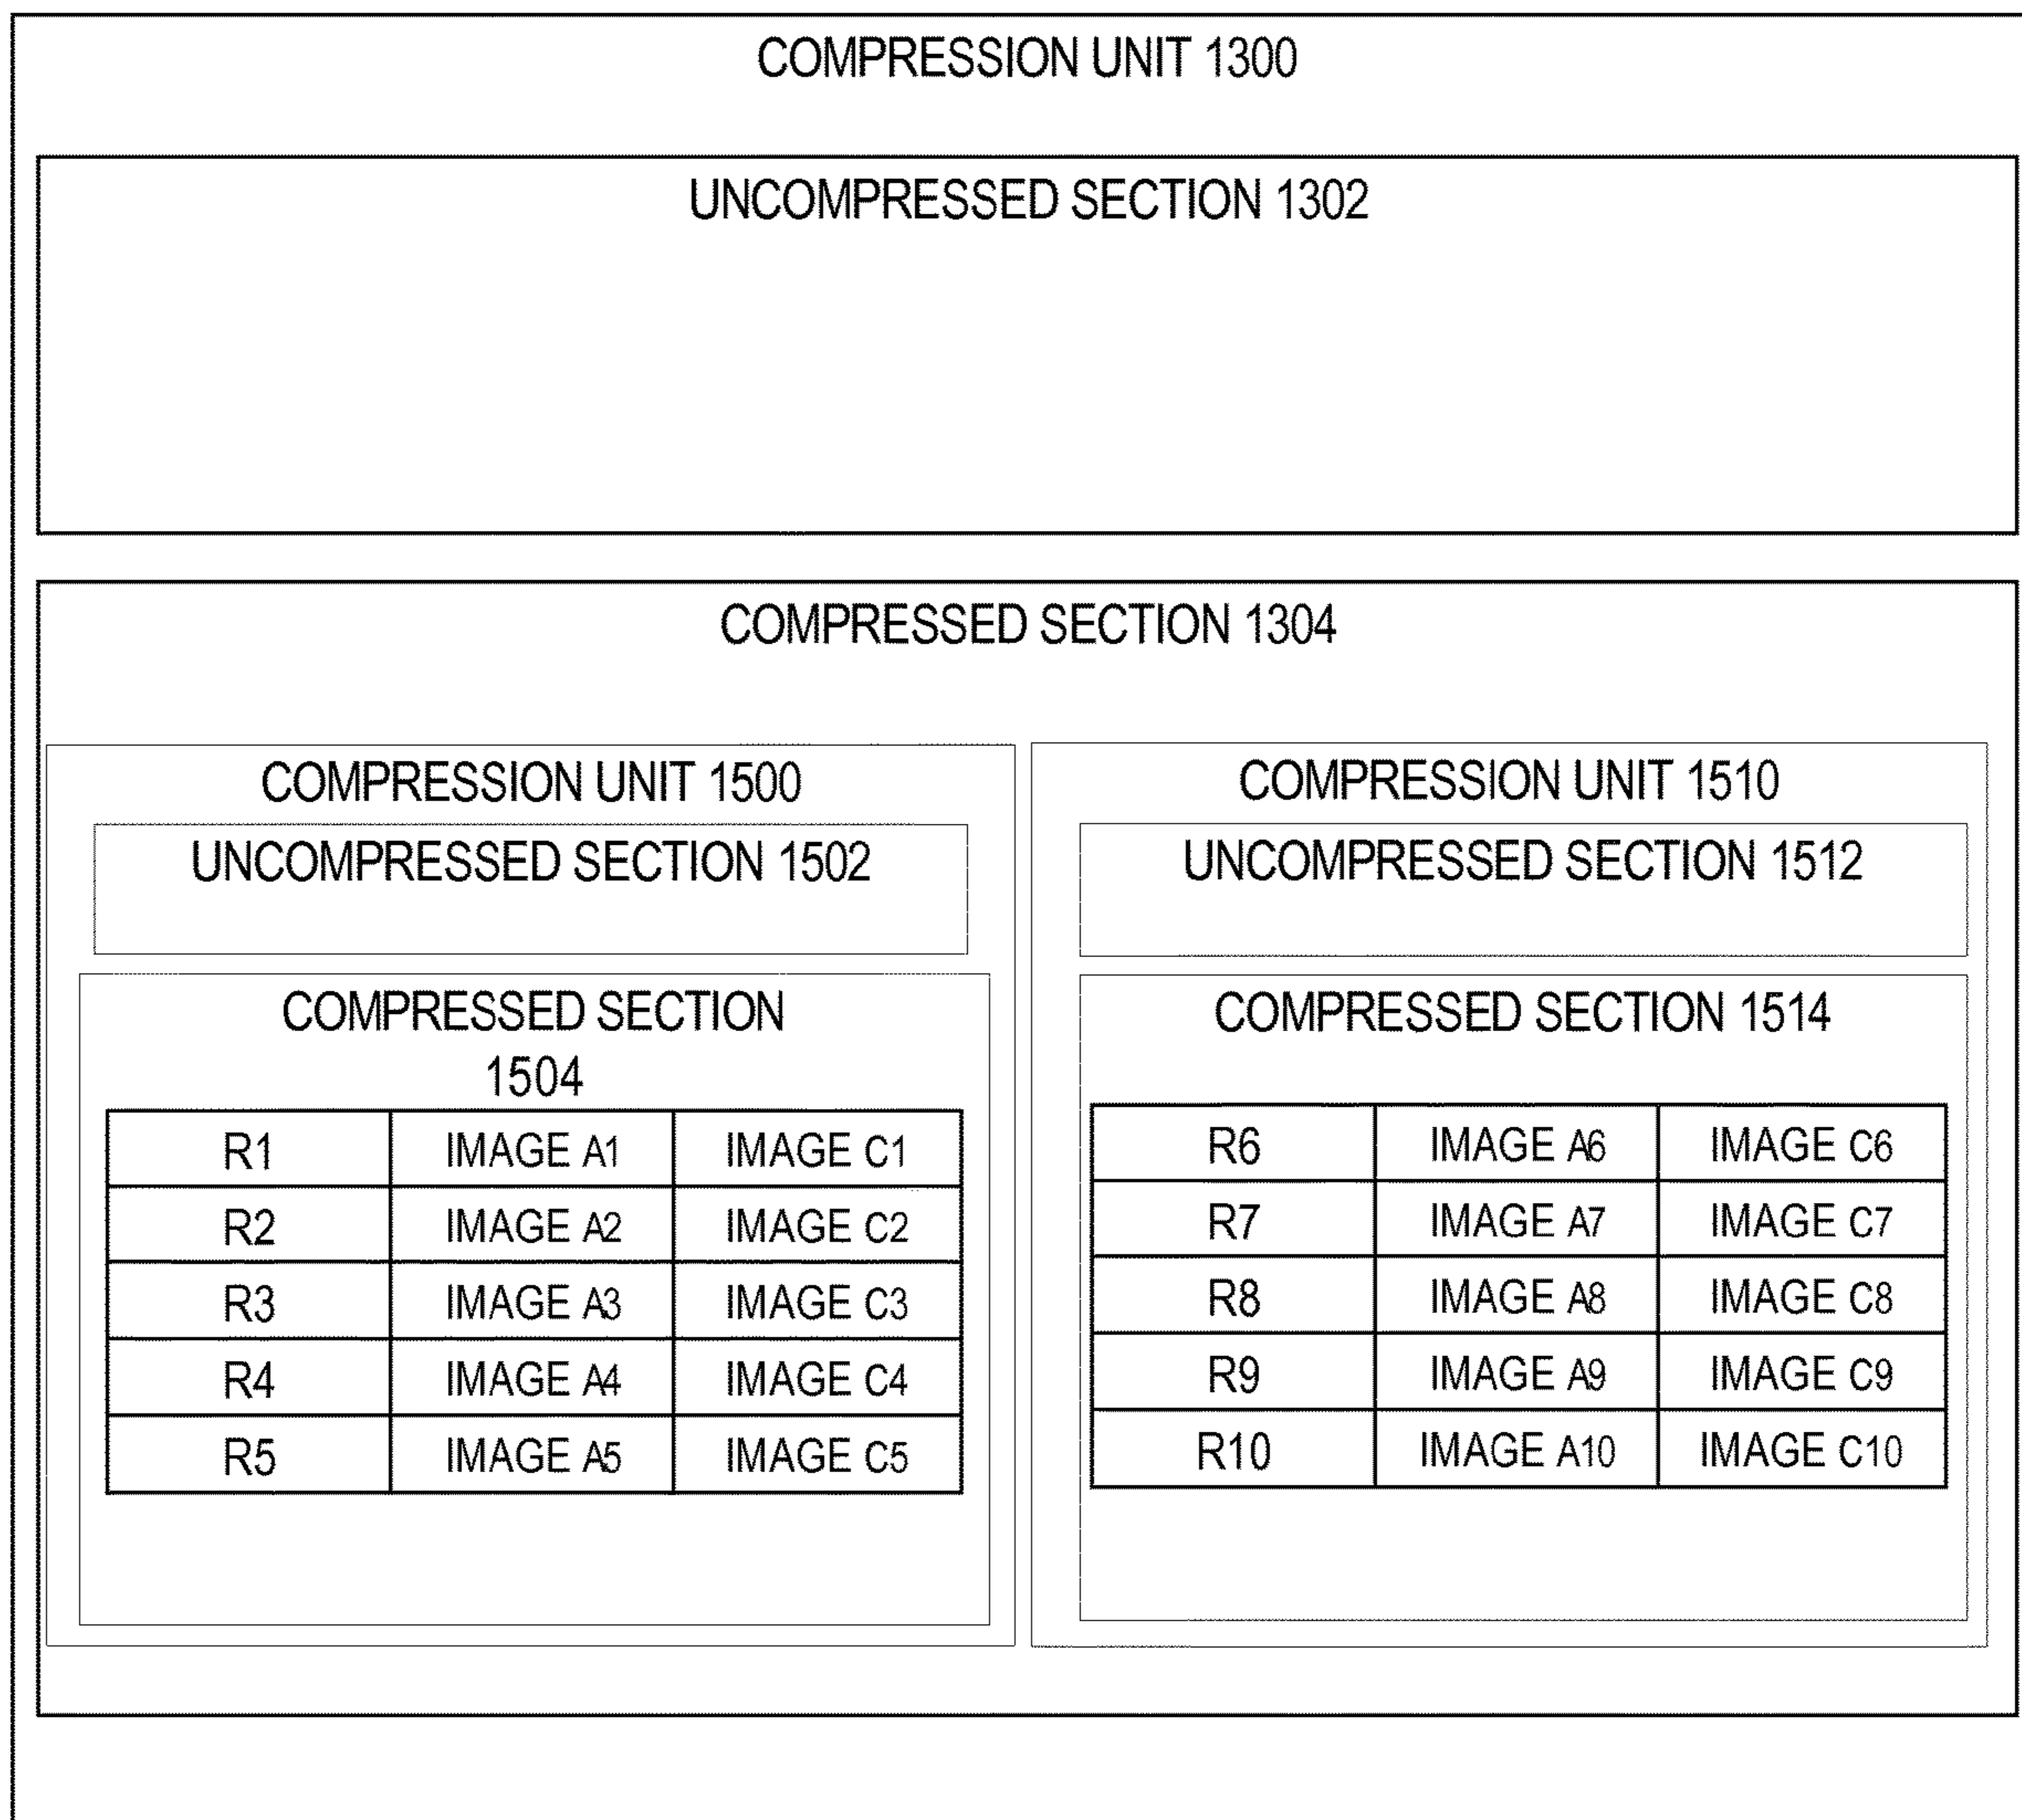 COMPRESSION UNIT 1300
UNCOMPRESSED SECTION 1302
COMPRESSED SECTION 1304
COMPRESSION UNIT 1500
UNCOMPRESSED SECTION 1502
COMPRESSED SECTION
1504
R1 IMAGE A1 IMAGE C1
R2 IMAGE A2 IMAGE C2
R3 IMAGE A3 IMAGE C3
R4 IMAGE A4 IMAGE C4
R5 IMAGE A5 IMAGE C5
COMPRESSION UNIT 1510
UNCOMPRESSED SECTION 1512
COMPRESSED SECTION 1514
R6 IMAGE A6 IMAGE C6
R7 IMAGE A7 IMAGE C7
R8 IMAGE A8 IMAGE C8
R9 IMAGE A9 IMAGE C9
R10 IMAGE A10 IMAGE C10